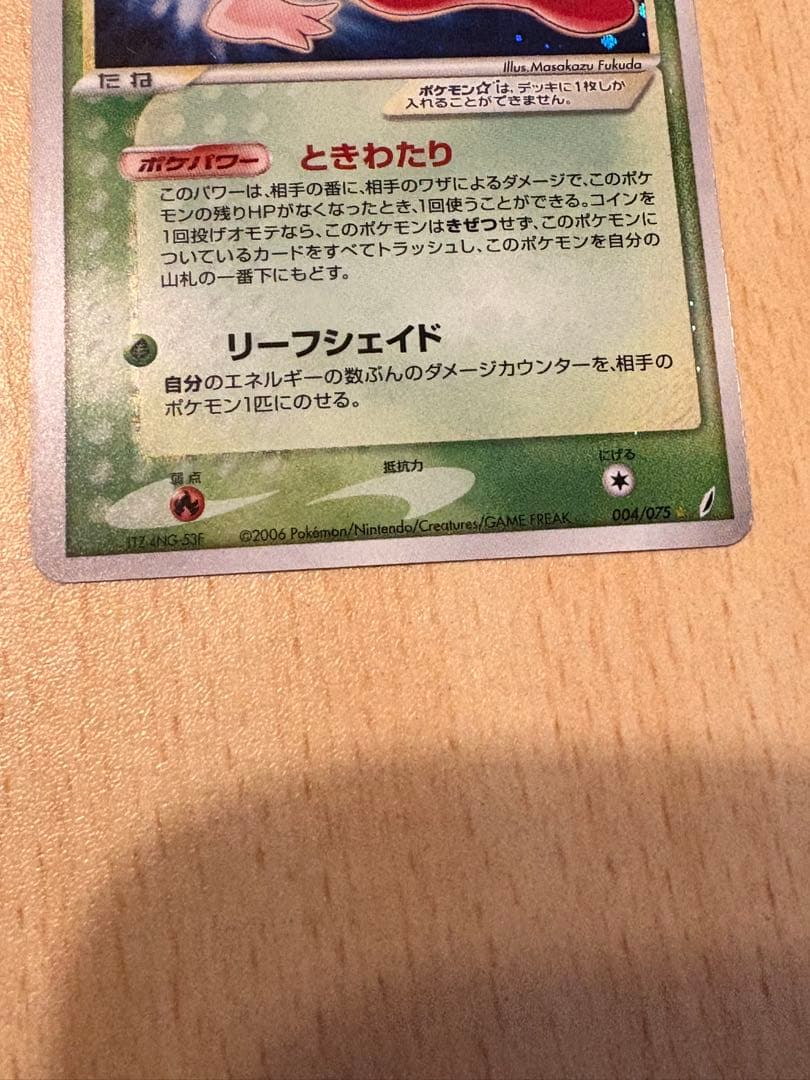 Illus.Masakazu Fukuda
たね
ポケモン☆は、デッキに1枚しか
入れることができません。
ポケパワー ときわたり
このパワーは、相手の番に、相手のワザによるダメージで、このポケ
モンの残りHPがなくなったとき、1回使うことができる。コインを
1回投げオモテなら、このポケモンはきぜつせず、このポケモンに
ついているカードをすべてトラッシュし、このポケモンを自分の
山札の一番下にもどす。
リーフシェイド
自分のエネルギーの数ぶんのダメージカウンターを、相手の
ポケモン1匹にのせる。
弱点 抵抗力 にげる
ITZ-4NG-53F ©2006 Pokémon/Nintendo/Creatures/GAME FREAK 004/075 ☆